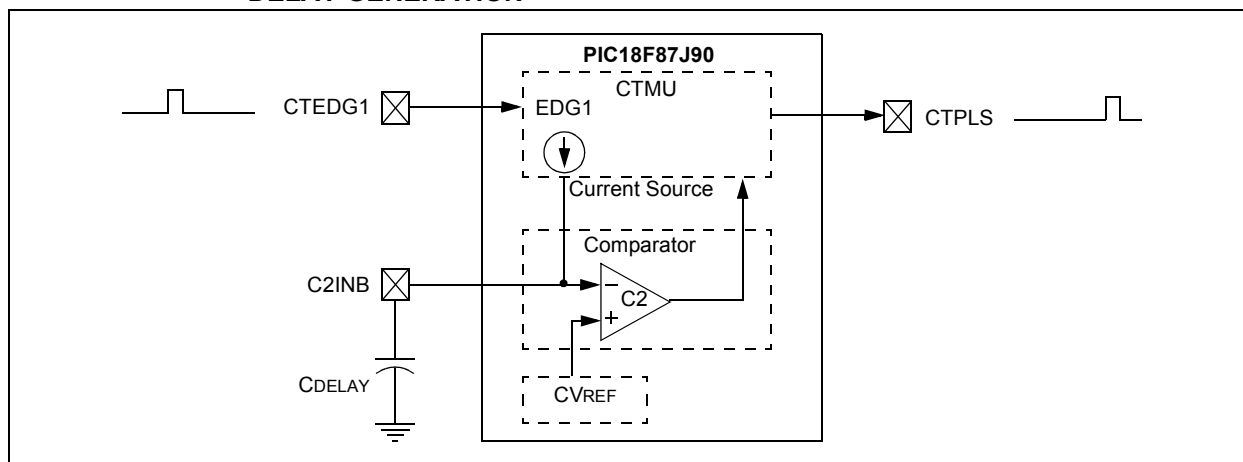 DELAY GENERATION
PIC18F87J90
CTMU
CTEDG1
EDG1
CTPLS
Current Source
Comparator
C2INB
−
C2
+
CDELAY
CVREF